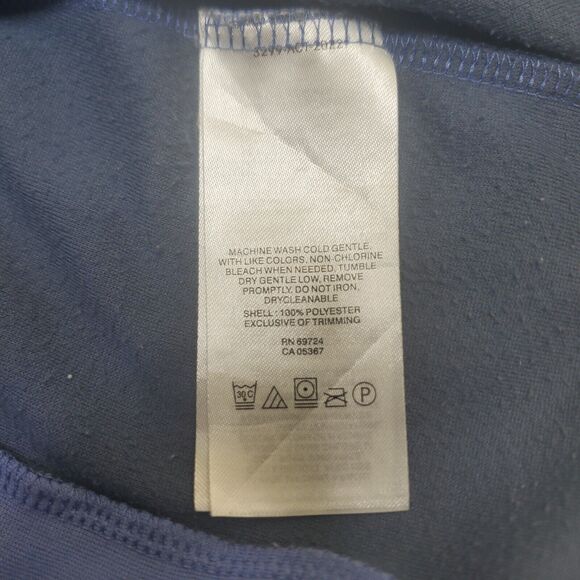 MACHINE WASH COLD GENTLE,
WITH LIKE COLORS, NON-CHLORINE
BLEACH WHEN NEEDED, TUMBLE
DRY GENTLE LOW, REMOVE
PROMPTLY. DO NOT IRON,
DRYCLEANABLE
SHELL : 100% POLYESTER
EXCLUSIVE OF TRIMMING
RN 69724
CA 05367
30 C
P